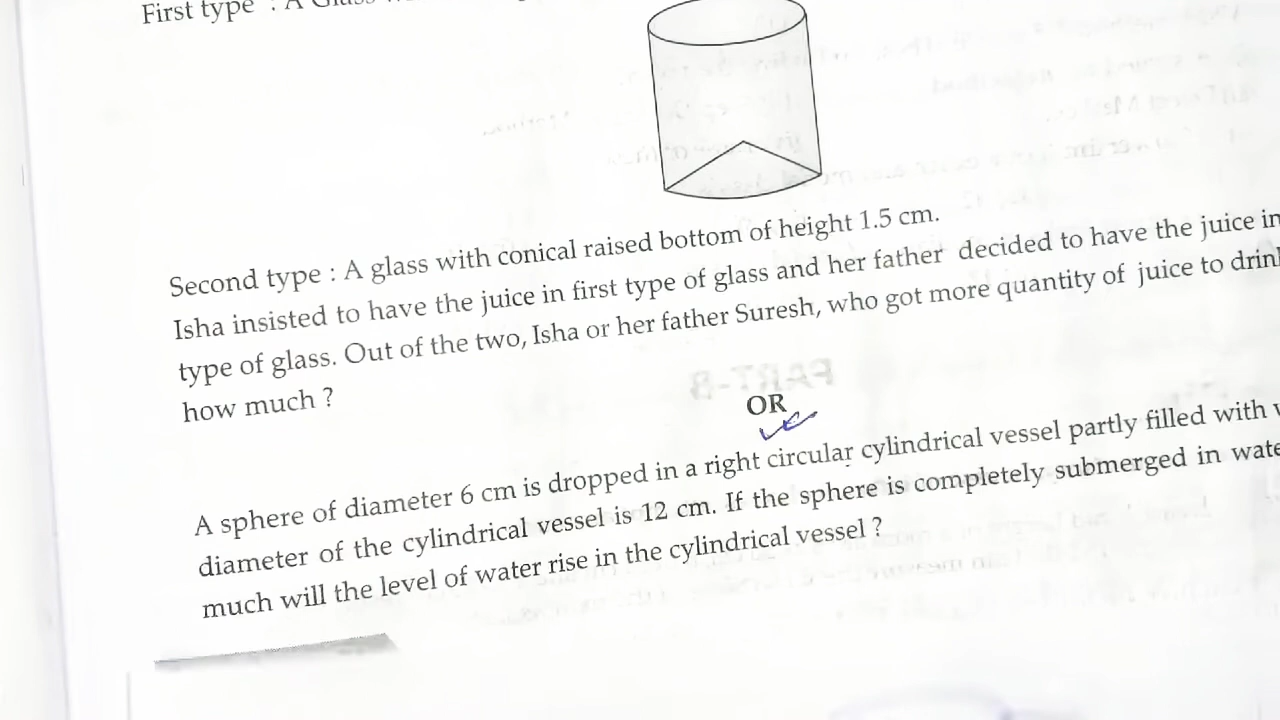 First type : A Glass
Second type : A glass with conical raised bottom of height 1.5 cm.
Isha insisted to have the juice in first type of glass and her father decided to have the juice in
type of glass. Out of the two, Isha or her father Suresh, who got more quantity of juice to drink
how much ?
OR
A sphere of diameter 6 cm is dropped in a right circular cylindrical vessel partly filled with
diameter of the cylindrical vessel is 12 cm. If the sphere is completely submerged in wate
much will the level of water rise in the cylindrical vessel ?